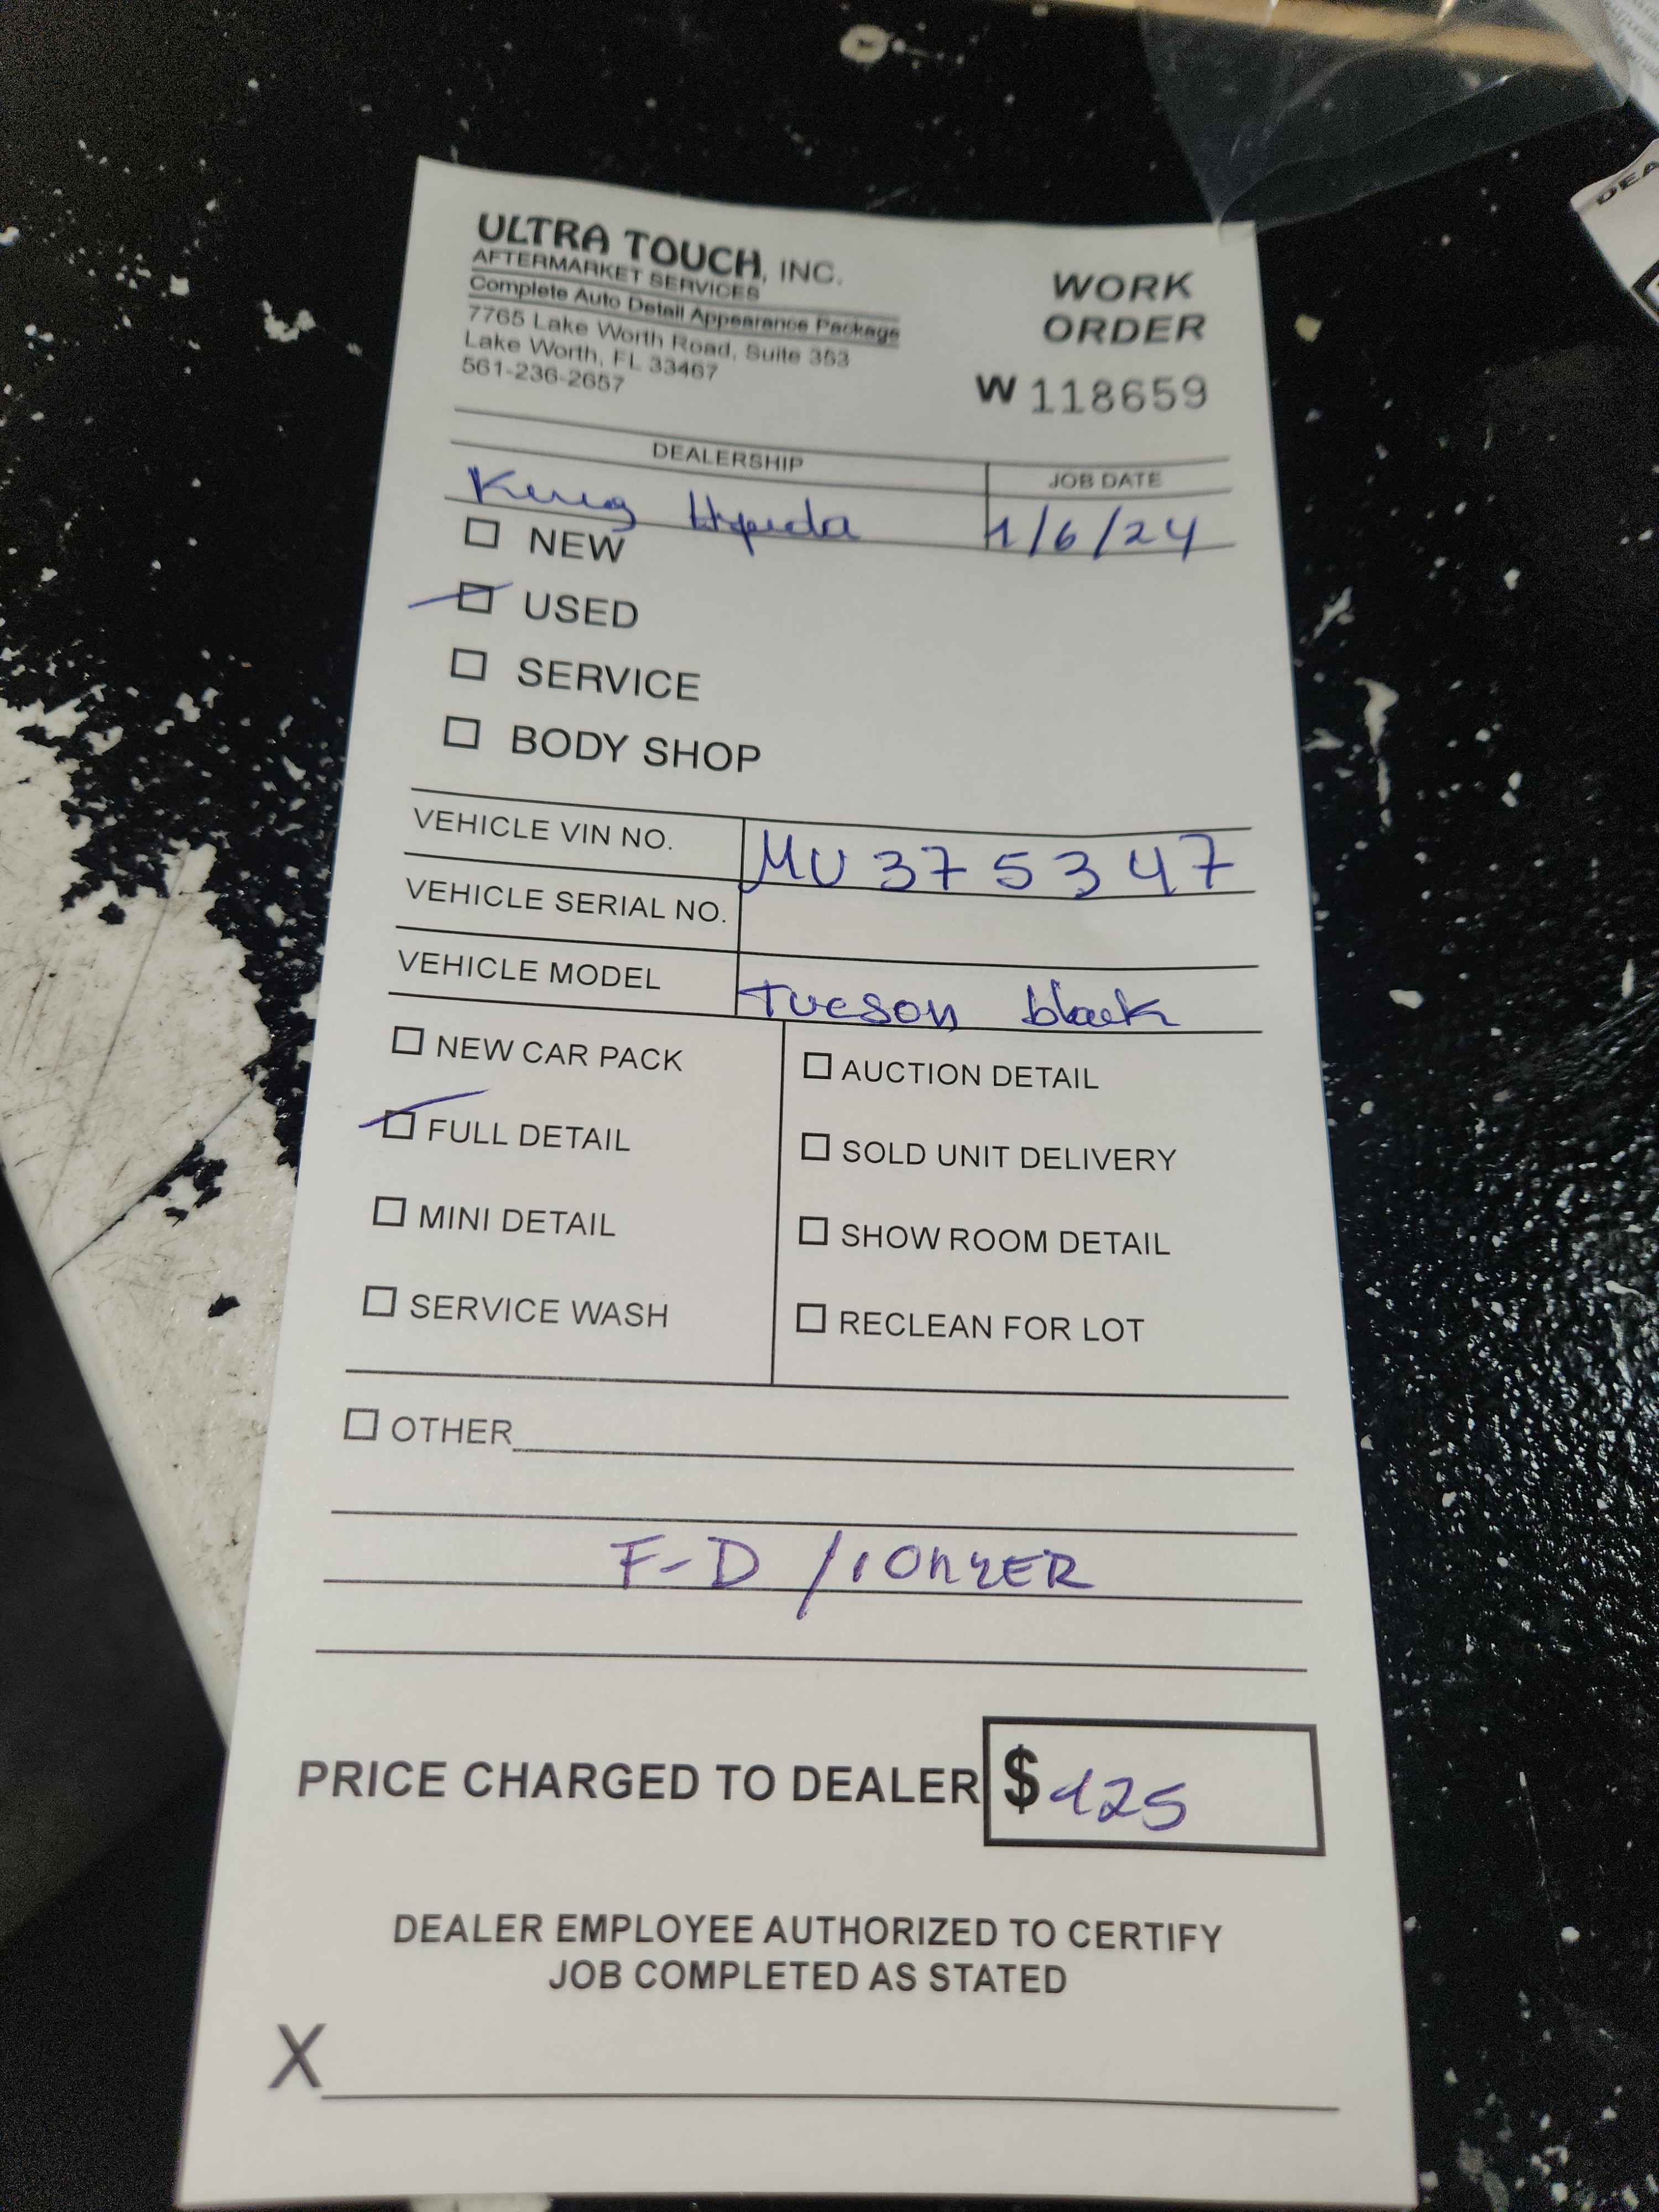 ULTRA TOUCH, INC.
AFTERMARKET SERVICES
Complete Auto Detail Appearance Package
7765 Lake Worth Road, Suite 353
Lake Worth, FL 33467
561-236-2657
WORK
ORDER
W 118659
DEALERSHIP
JOB DATE
King
1/6/24
NEW
USED
SERVICE
BODY SHOP
VEHICLE VIN NO. MU375347
VEHICLE SERIAL NO.
VEHICLE MODEL Tucson black
NEW CAR PACK
FULL DETAIL
MINI DETAIL
SERVICE WASH
AUCTION DETAIL
SOLD UNIT DELIVERY
SHOW ROOM DETAIL
RECLEAN FOR LOT
OTHER
F-D /
PRICE CHARGED TO DEALER $125
DEALER EMPLOYEE AUTHORIZED TO CERTIFY
JOB COMPLETED AS STATED
X
DEA